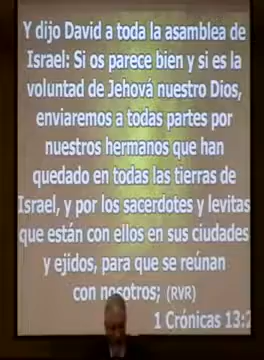 Y dijo David a toda la asamblea de
Israel: Si os parece bien y si es la
voluntad de Jehová nuestro Dios,
enviaremos a todas partes por
nuestros hermanos que han
quedado en todas las tierras de
Israel, y por los sacerdotes y levitas
que están con ellos en sus ciudades
y ejidos, para que se reúnan
con nosotros; (RVR)
1 Crónicas 13:2